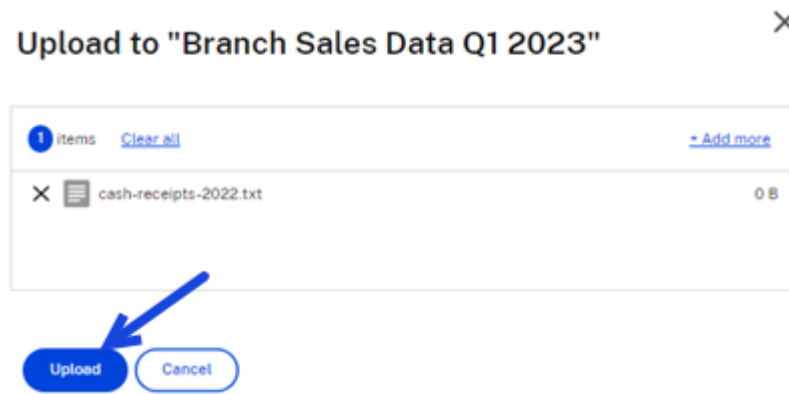 Upload to "Branch Sales Data Q1 2023"
1 items Clear all + Add more
cash-receipts-2022.txt 0 B
Upload Cancel